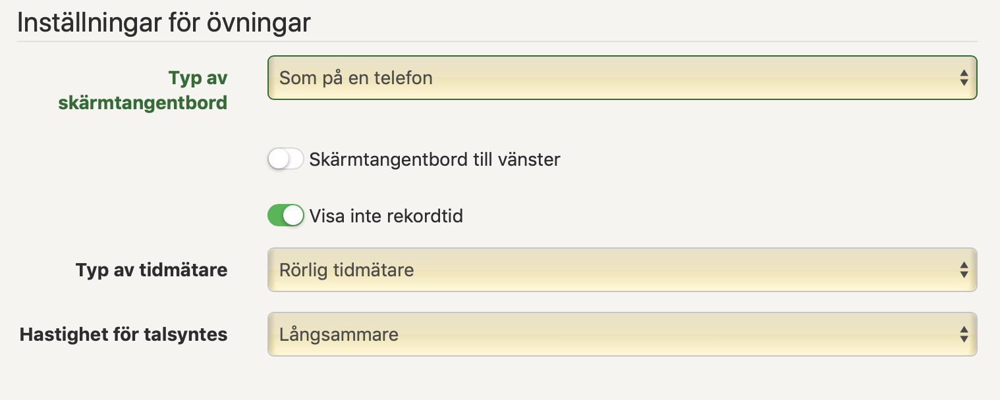 Inställningar för övningar
Typ av
skärmtangentbord
Som på en telefon
Skärmtangentbord till vänster
Visa inte rekordtid
Typ av tidmätare
Rörlig tidmätare
Hastighet för talsyntes
Långsammare